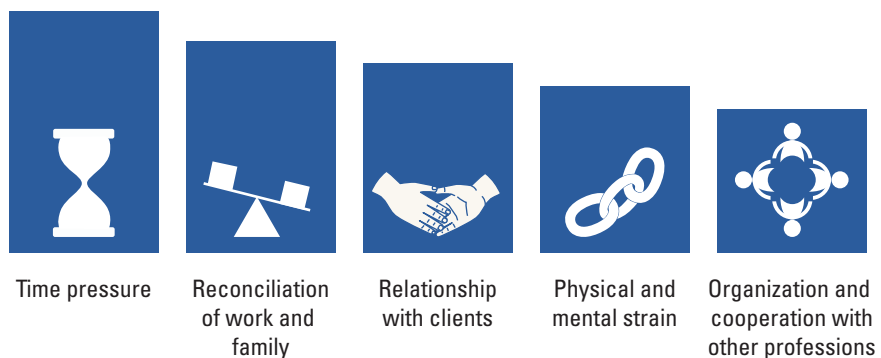 Time pressure
Reconciliation
of work and
family
Relationship
with clients
Physical and
mental strain
Organization and
cooperation with
other professions